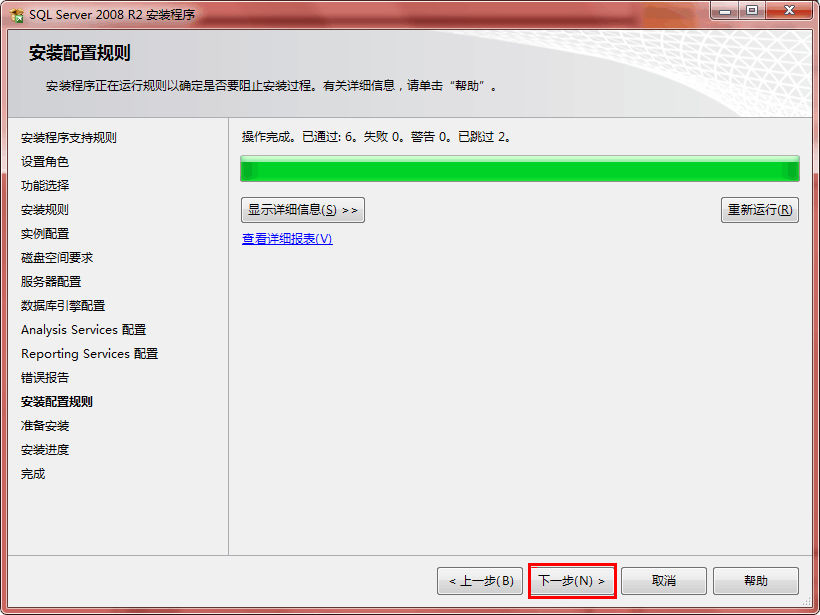 SQL Server 2008 R2 安装程序
安装配置规则
安装程序正在运行规则以确定是否要阻止安装过程。有关详细信息，请单击“帮助”。
安装程序支持规则
设置角色
功能选择
安装规则
实例配置
磁盘空间要求
服务器配置
数据库引擎配置
Analysis Services 配置
Reporting Services 配置
错误报告
安装配置规则
准备安装
安装进度
完成
操作完成。已通过: 6。失败 0。警告 0。已跳过 2。
显示详细信息(S) >>
重新运行(R)
查看详细报表(V)
< 上一步(B)
下一步(N) >
取消
帮助